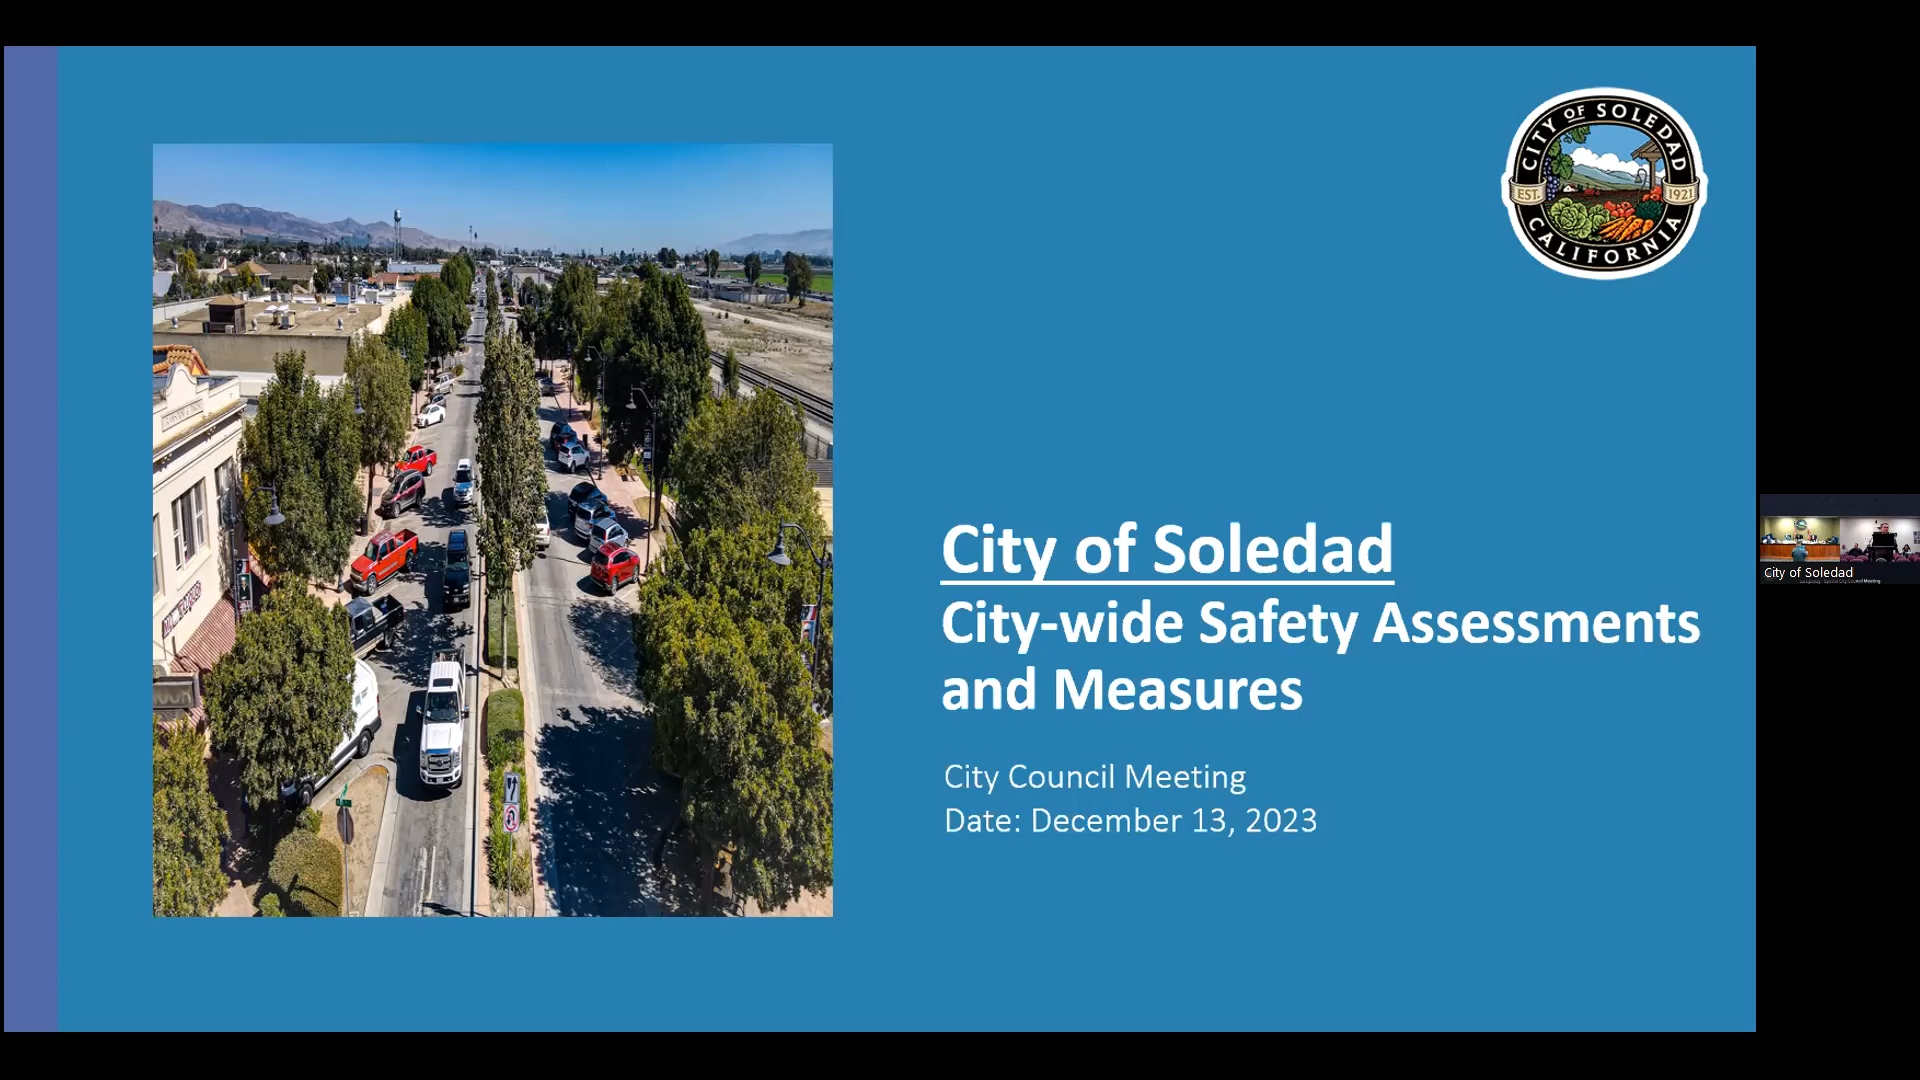 CITY OF SOLEDAD
EST. 1921
CALIFORNIA
City of Soledad
City-wide Safety Assessments
and Measures
City Council Meeting
Date: December 13, 2023
City of Soledad